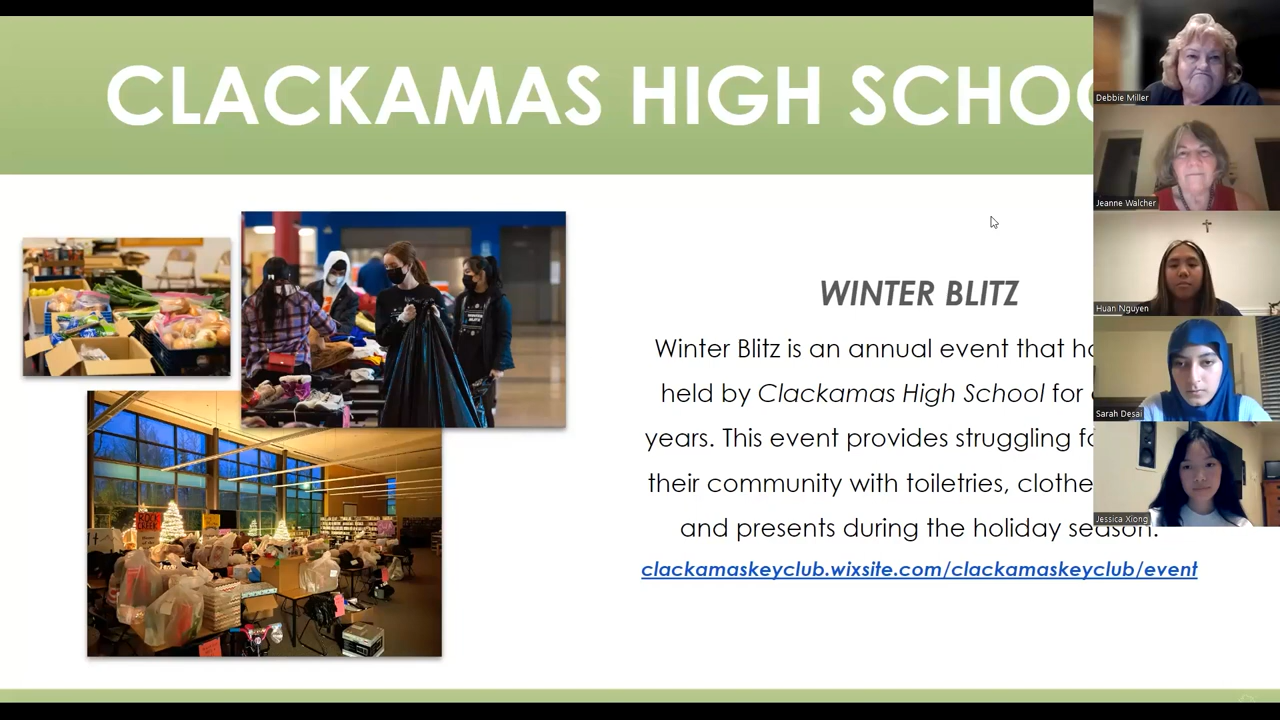 CLACKAMAS HIGH SCHOO
WINTER BLITZ
Winter Blitz is an annual event that
held by Clackamas High School for
years. This event provides struggling
their community with toiletries, clothe
and presents during the holiday season.
clackamaskeyclub.wixsite.com/clackamaskeyclub/event
Debbie Miller
Jeanne Walcher
Huan Nguyen
Sarah Desai
Jessica Xiong
ROCK
CREEK